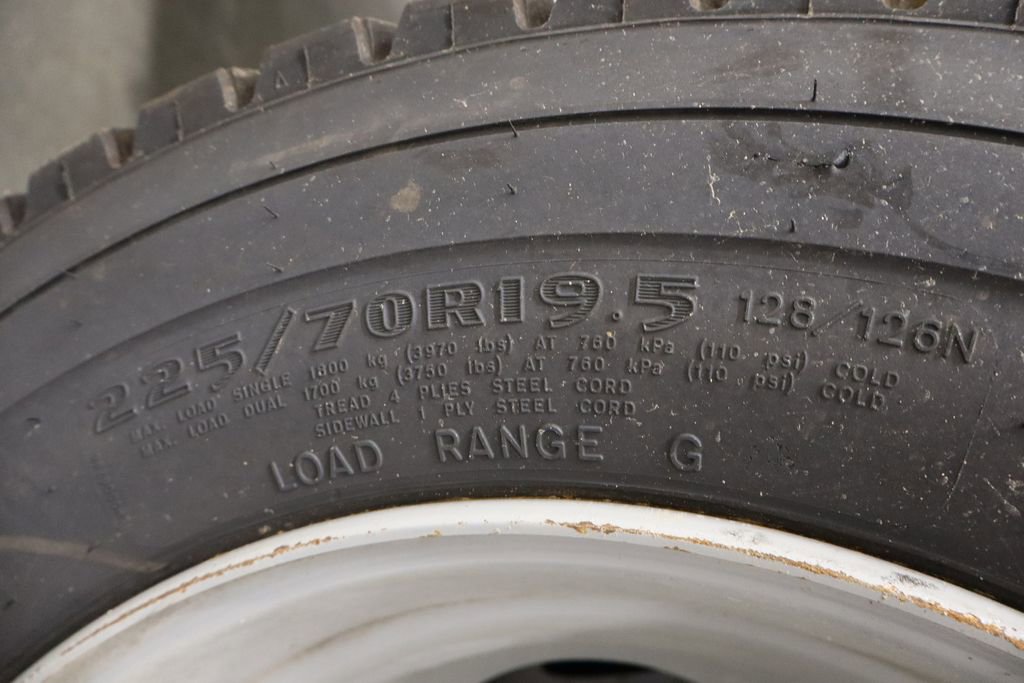 225/70R19.5 128/126N
MAX. LOAD SINGLE 1800 kg (3970 lbs) AT 760 kPa (110 psi) COLD
MAX. LOAD DUAL 1700 kg (3750 lbs) AT 760 kPa (110 psi) COLD
TREAD 4 PLIES STEEL CORD
SIDEWALL 1 PLY STEEL CORD
LOAD RANGE G